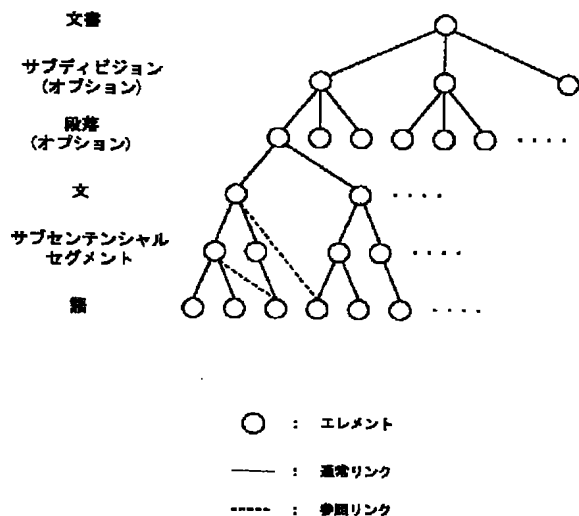 文書
サブディビジョン
(オプション)
段落
(オプション)
文
サブセンテンシャル
セグメント
語
: エレメント
: 通常リンク
: 参照リンク